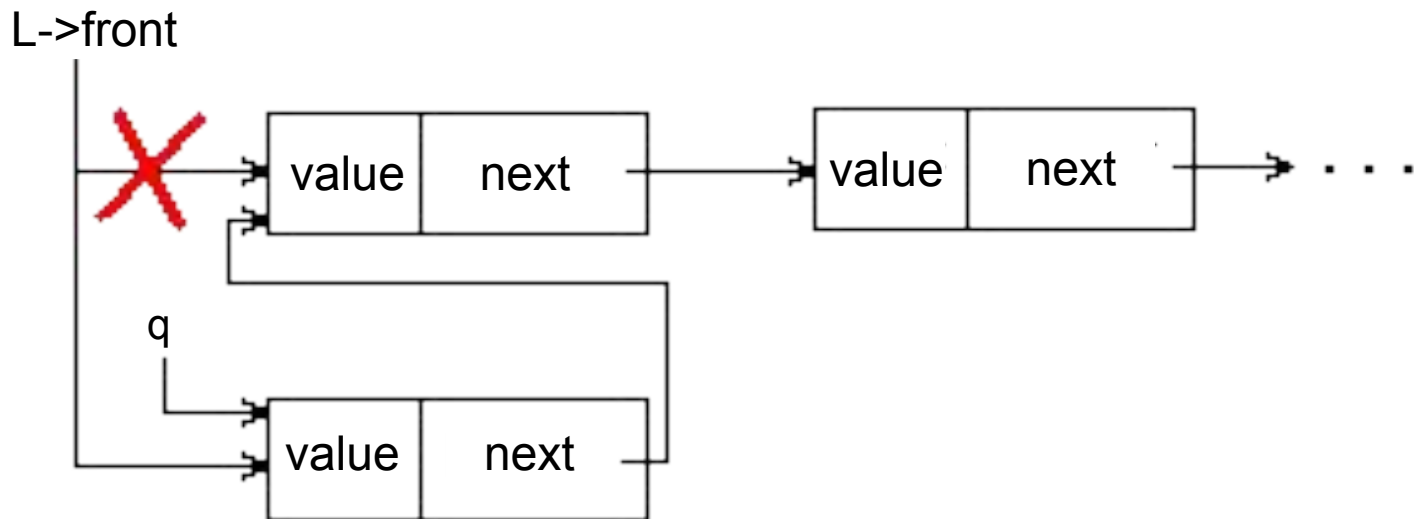 L->front
value next
value next . . .
q
value next